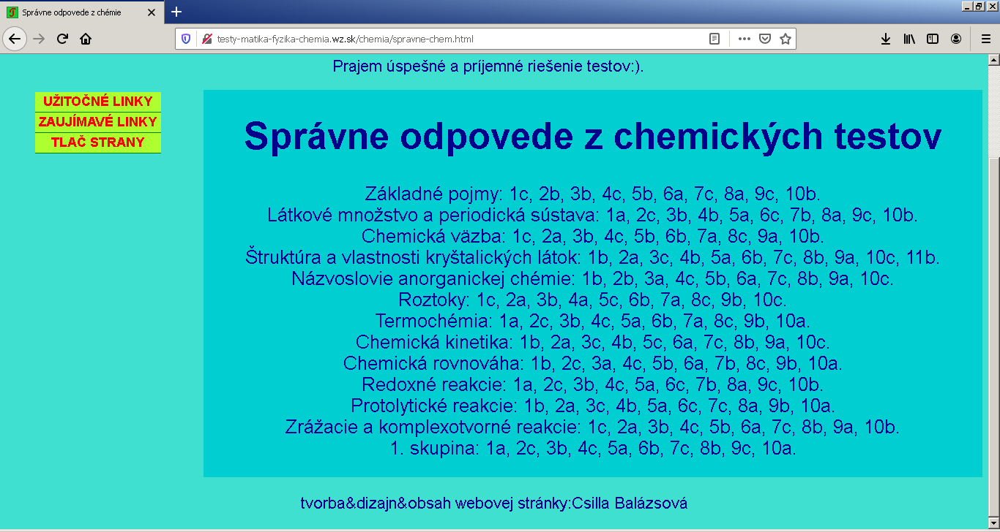 Správne odpovede z chémie
testy-matika-fyzika-chemia.wz.sk/chemia/spravne-chem.html
Prajem úspešné a príjemné riešenie testov:).
UŽITOČNÉ LINKY
ZAUJÍMAVÉ LINKY
TLAČ STRANY
Správne odpovede z chemických testov
Základné pojmy: 1c, 2b, 3b, 4c, 5b, 6a, 7c, 8a, 9c, 10b.
Látkové množstvo a periodická sústava: 1a, 2c, 3b, 4b, 5a, 6c, 7b, 8a, 9c, 10b.
Chemická väzba: 1c, 2a, 3b, 4c, 5b, 6b, 7a, 8c, 9a, 10b.
Štruktúra a vlastnosti kryštalických látok: 1b, 2a, 3c, 4b, 5a, 6b, 7c, 8b, 9a, 10c, 11b.
Názvoslovie anorganickej chémie: 1b, 2b, 3a, 4c, 5b, 6a, 7c, 8b, 9a, 10c.
Roztoky: 1c, 2a, 3b, 4a, 5c, 6b, 7a, 8c, 9b, 10c.
Termochémia: 1a, 2c, 3b, 4c, 5a, 6b, 7a, 8c, 9b, 10a.
Chemická kinetika: 1b, 2a, 3c, 4b, 5c, 6a, 7c, 8b, 9a, 10c.
Chemická rovnováha: 1b, 2c, 3a, 4c, 5b, 6a, 7b, 8c, 9b, 10a.
Redoxné reakcie: 1a, 2c, 3b, 4c, 5a, 6c, 7b, 8a, 9c, 10b.
Protolytické reakcie: 1b, 2a, 3c, 4b, 5a, 6c, 7c, 8a, 9b, 10a.
Zrážacie a komplexotvorné reakcie: 1c, 2a, 3b, 4c, 5b, 6a, 7c, 8b, 9a, 10b.
1. skupina: 1a, 2c, 3b, 4c, 5a, 6b, 7c, 8b, 9c, 10a.
tvorba&dizajn&obsah webovej stránky:Csilla Balázsová